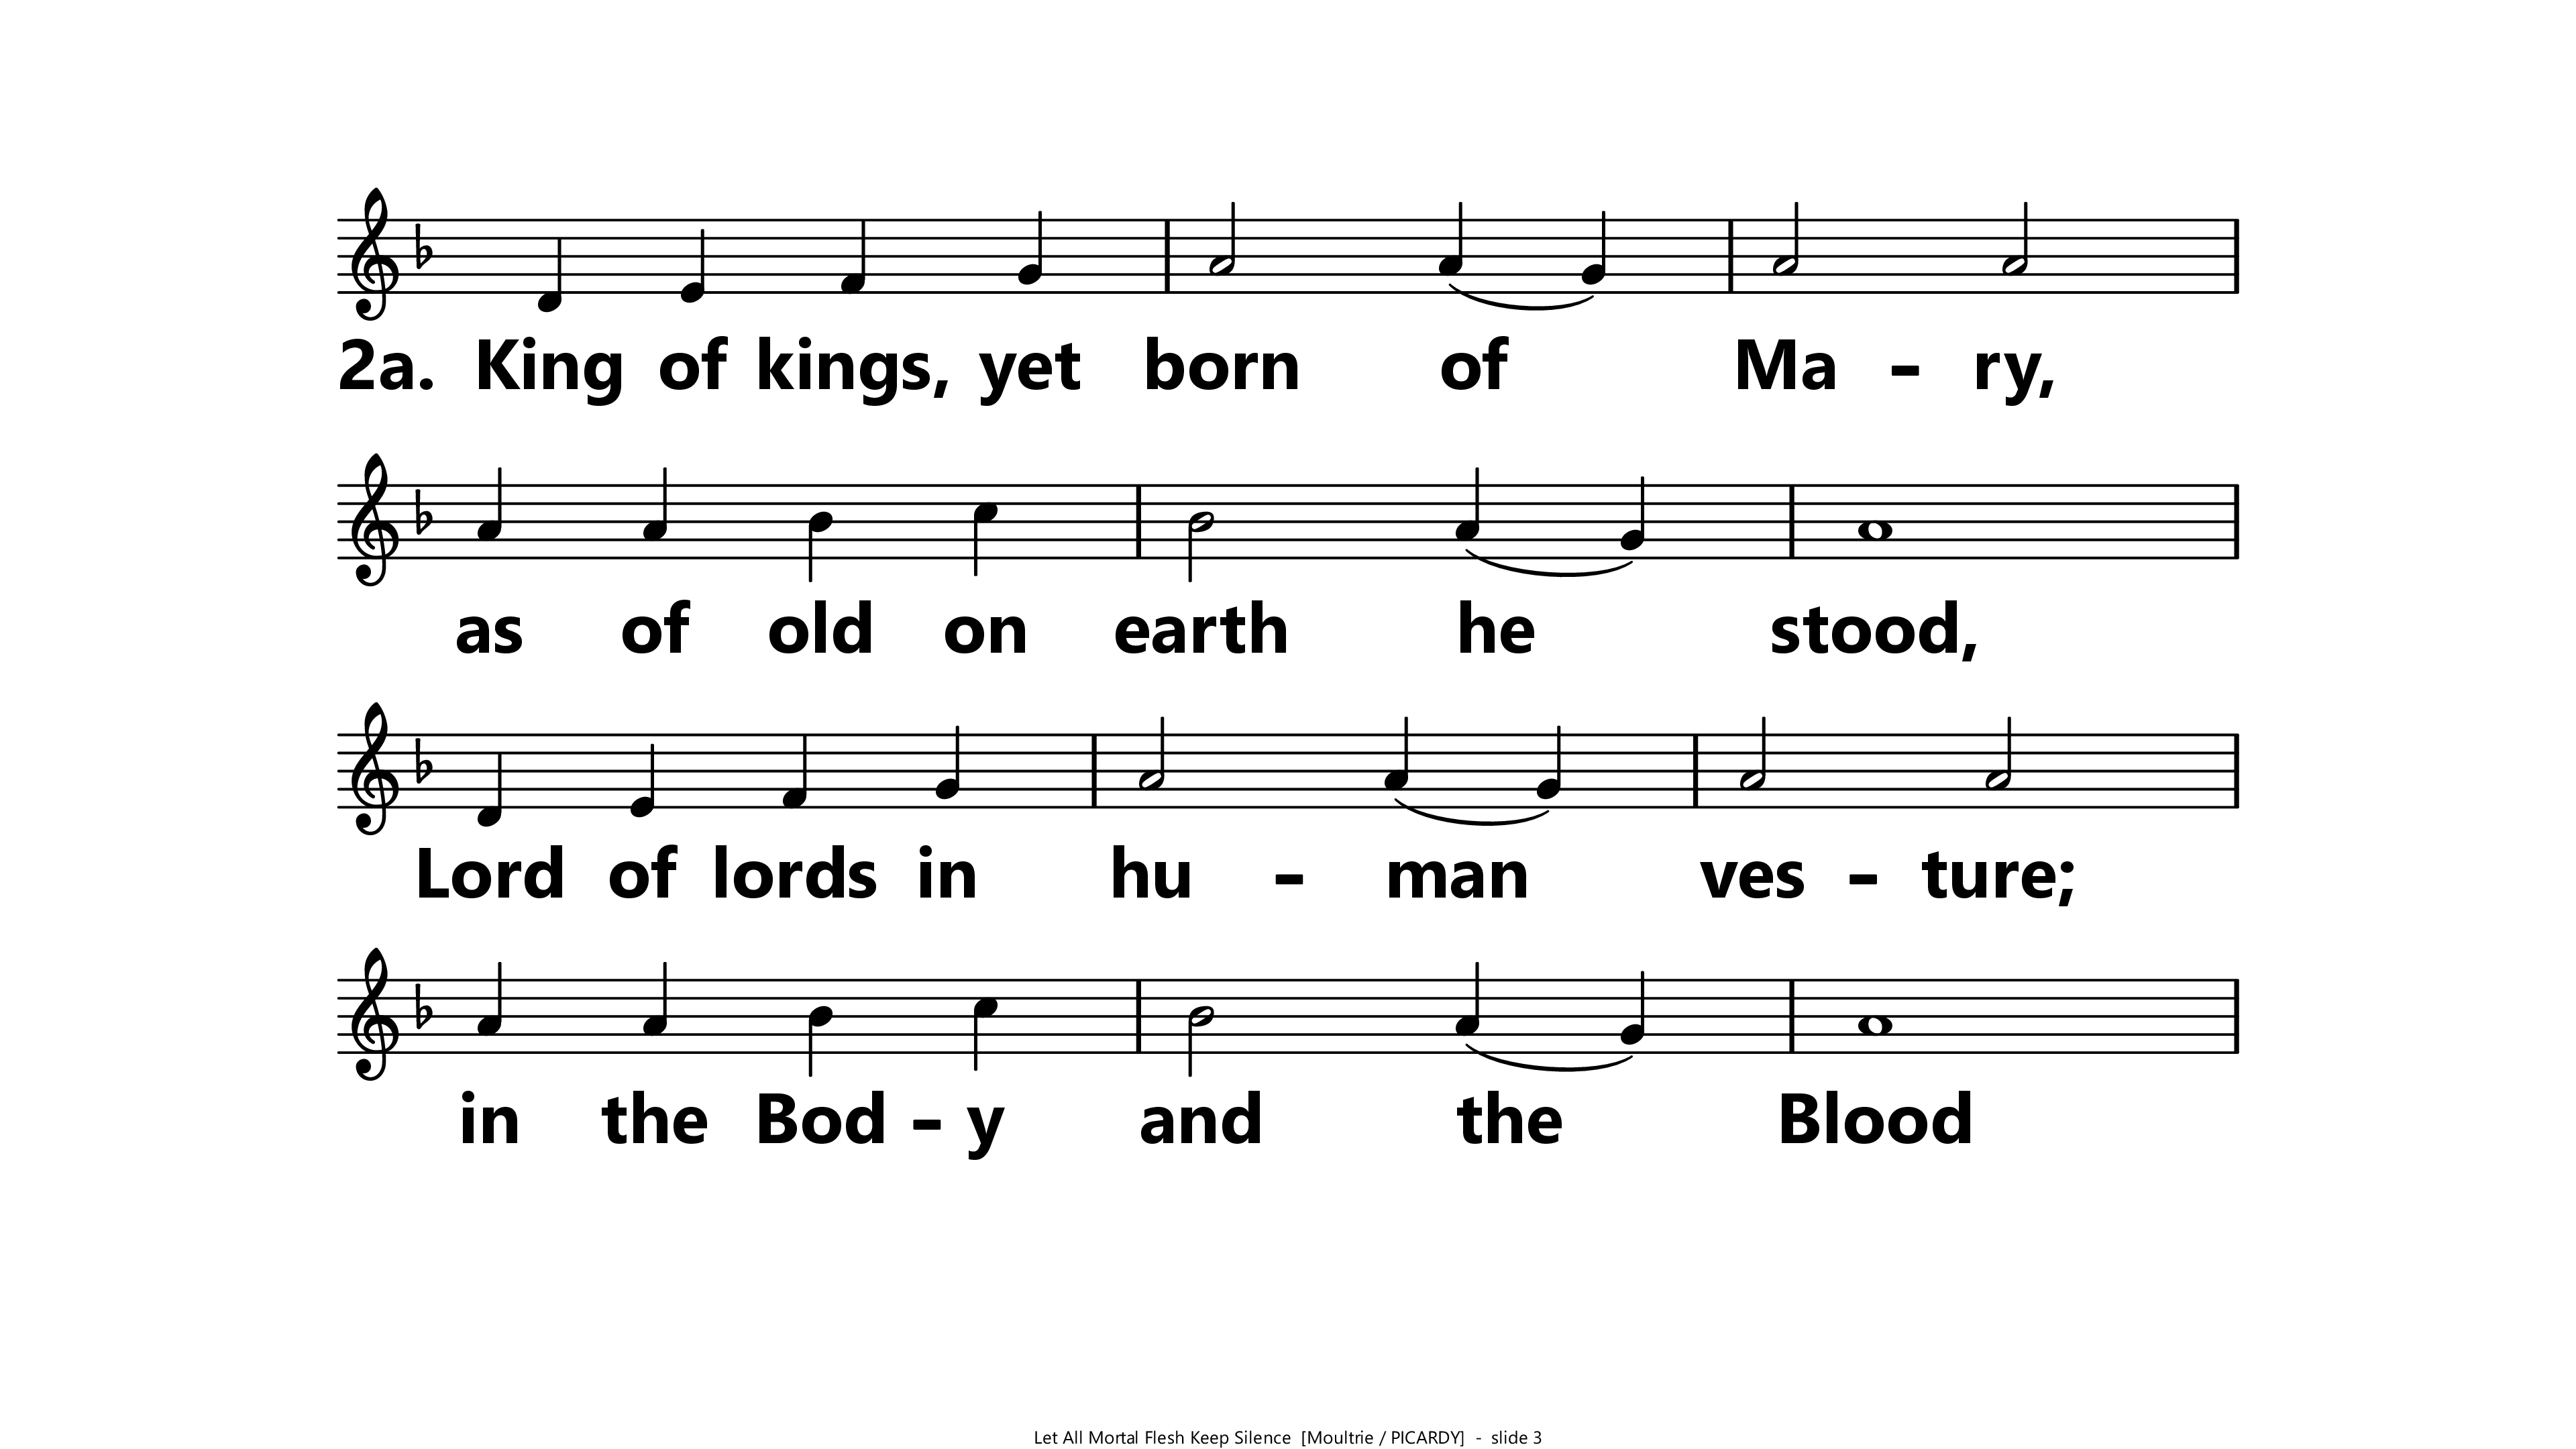 2a. King of kings, yet born of Ma - ry,
as of old on earth he stood,
Lord of lords in hu - man ves - ture;
in the Bod - y and the Blood
Let All Mortal Flesh Keep Silence [Moultrie / PICARDY] - slide 3